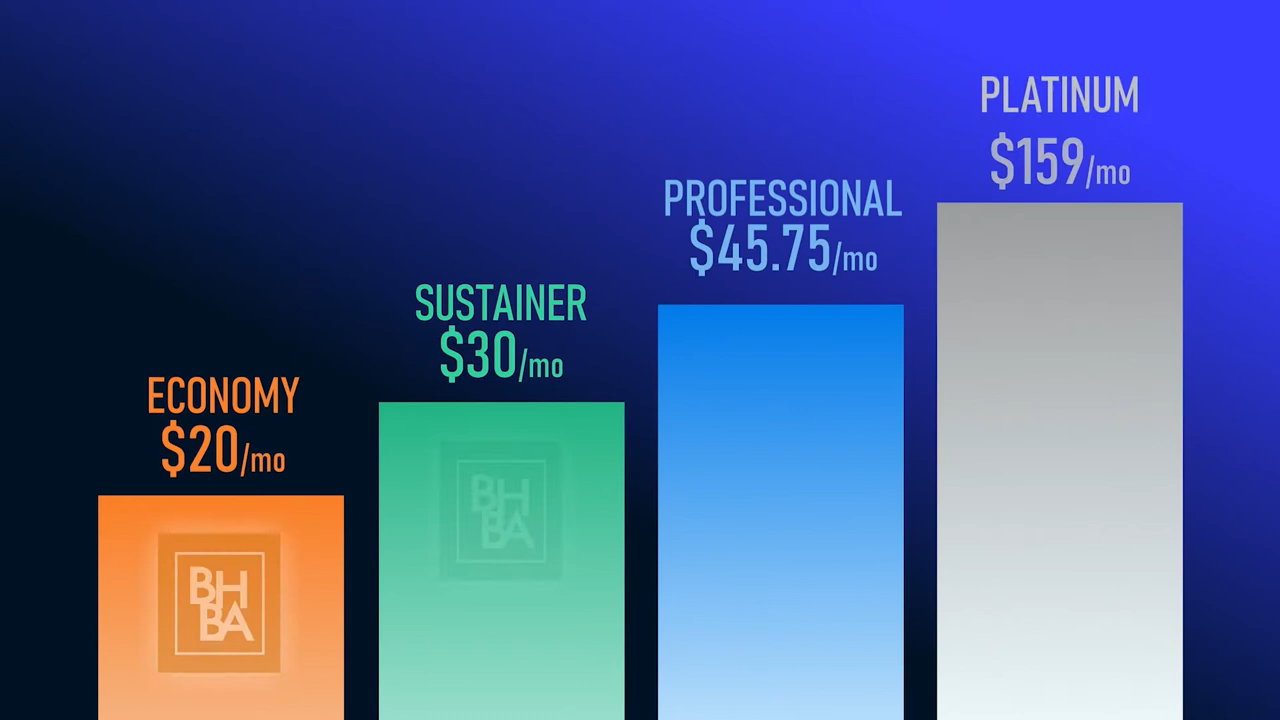 PLATINUM
$159/mo
PROFESSIONAL
$45.75/mo
SUSTAINER
$30/mo
ECONOMY
$20/mo
BH
BA
BH
BA